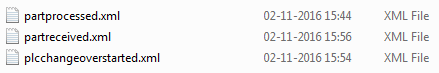 partprocessed.xml 02-11-2016 15:44 XML File
partreceived.xml 02-11-2016 15:56 XML File
plcchangeoverstarted.xml 02-11-2016 15:54 XML File